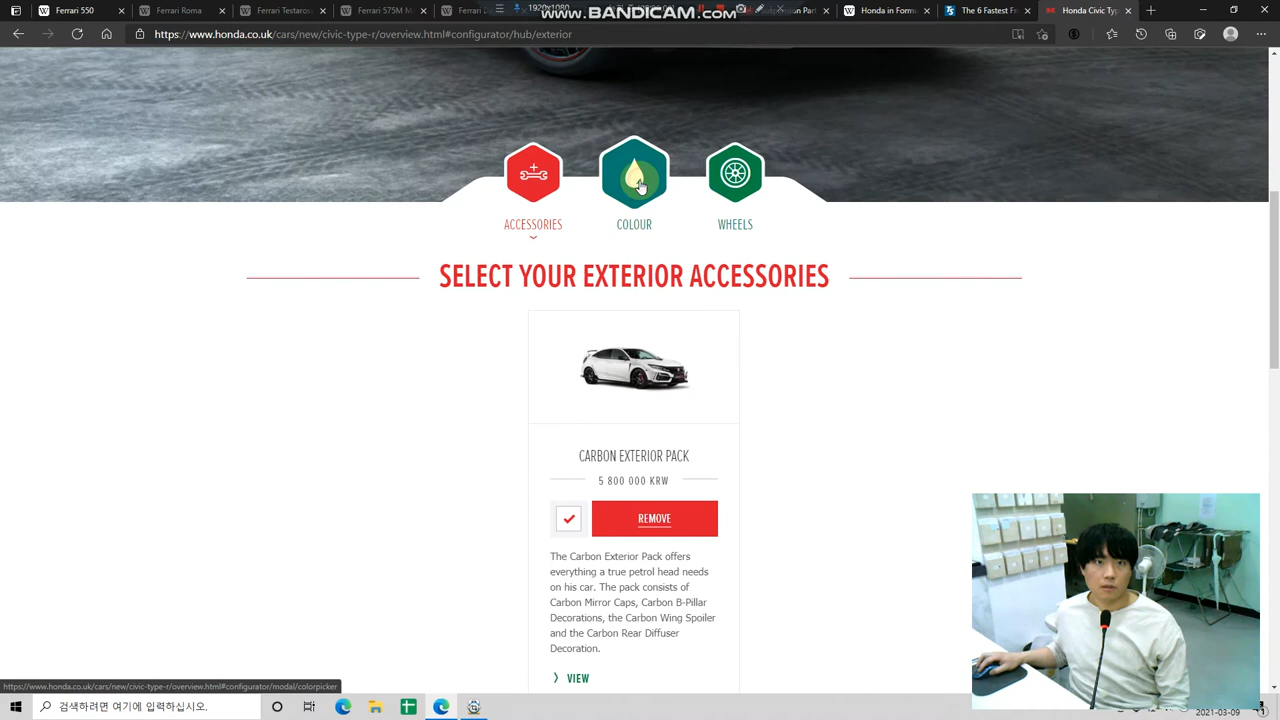 Ferrari 550
Ferrari Roma
Ferrari Testaros
Ferrari 575M M
Ferrari
1920x1080
www.BANDICAM.com
Honda in Form
The 6 Fastest F
Honda Civic Typ
https://www.honda.co.uk/cars/new/civic-type-r/overview.html#configurator/hub/exterior
ACCESSORIES
COLOUR
WHEELS
SELECT YOUR EXTERIOR ACCESSORIES
CARBON EXTERIOR PACK
5 800 000 KRW
REMOVE
The Carbon Exterior Pack offers
everything a true petrol head needs
on his car. The pack consists of
Carbon Mirror Caps, Carbon B-Pillar
Decorations, the Carbon Wing Spoiler
and the Carbon Rear Diffuser
Decoration.
VIEW
https://www.honda.co.uk/cars/new/civic-type-r/overview.html#configurator/modal/colorpicker
검색하려면 여기에 입력하십시오.
2021-03-09